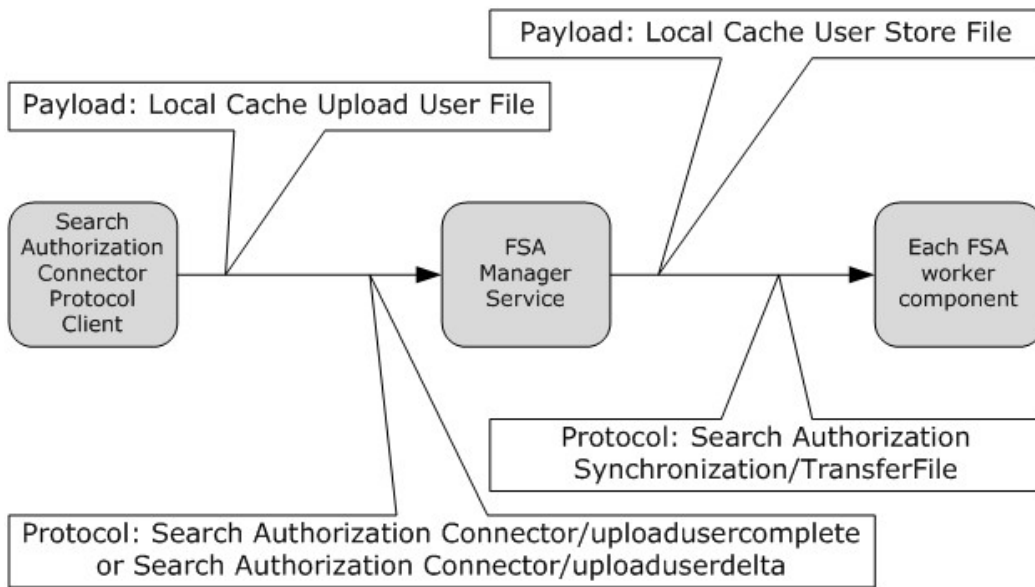 Payload: Local Cache User Store File
Payload: Local Cache Upload User File
Search
Authorization
Connector
Protocol
Client
FSA
Manager
Service
Each FSA
worker
component
Protocol: Search Authorization
Synchronization/TransferFile
Protocol: Search Authorization Connector/uploadusercomplete
or Search Authorization Connector/uploaduserdelta